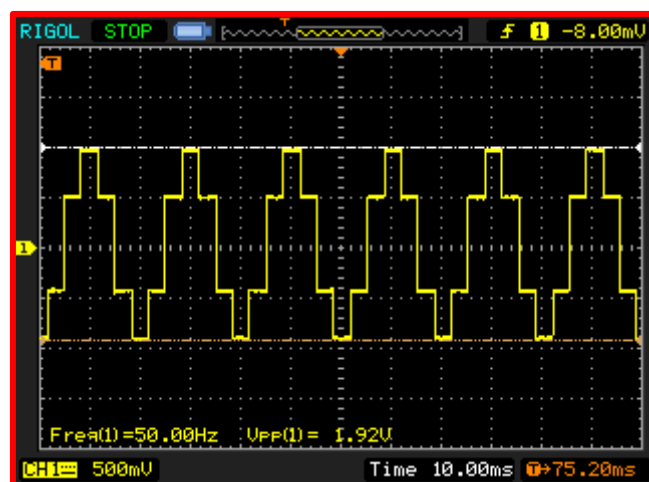 RIGOL STOP T f 1 -8.00mV
T
1
Freq(1)=50.00Hz Vpp(1)= 1.92V
CH1 500mV Time 10.00ms T→75.20ms